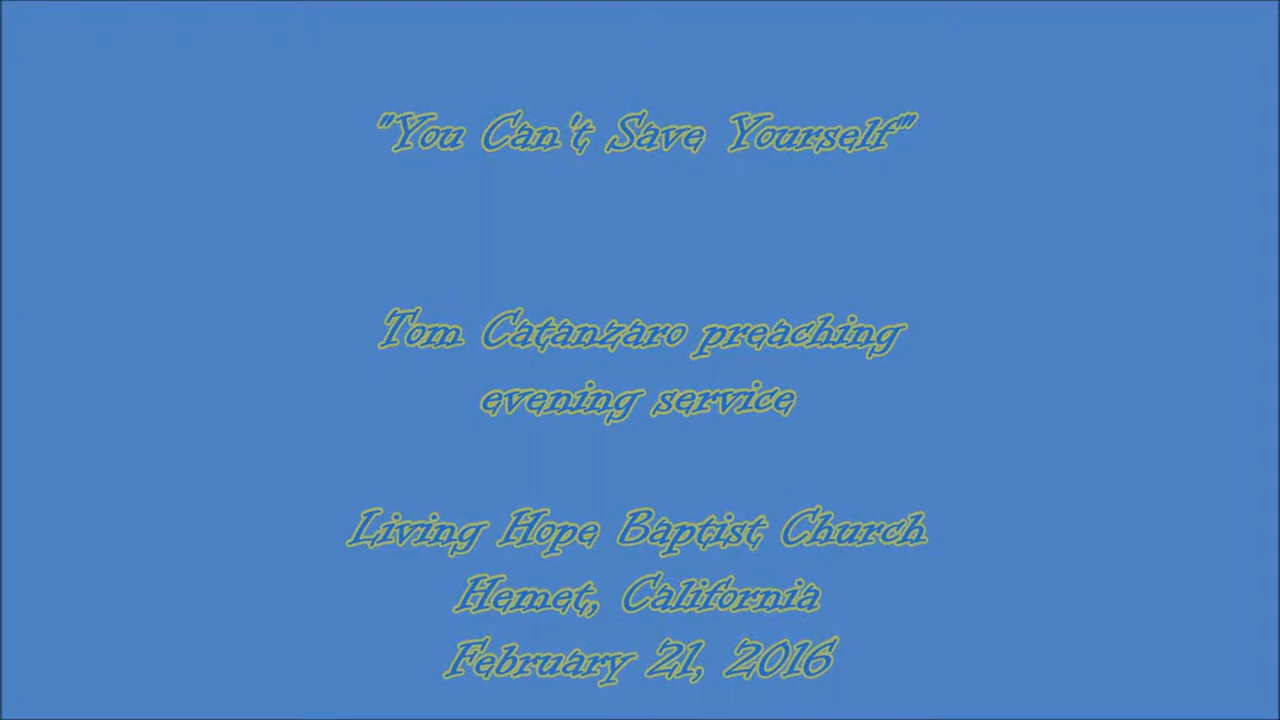 "You Can't Save Yourself"
Tom Catanzaro preaching
evening service
Living Hope Baptist Church
Hemet, California
February 21, 2016